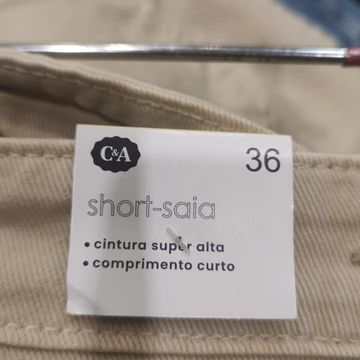 C&A
36
short-saia
• cintura super alta
• comprimento curto